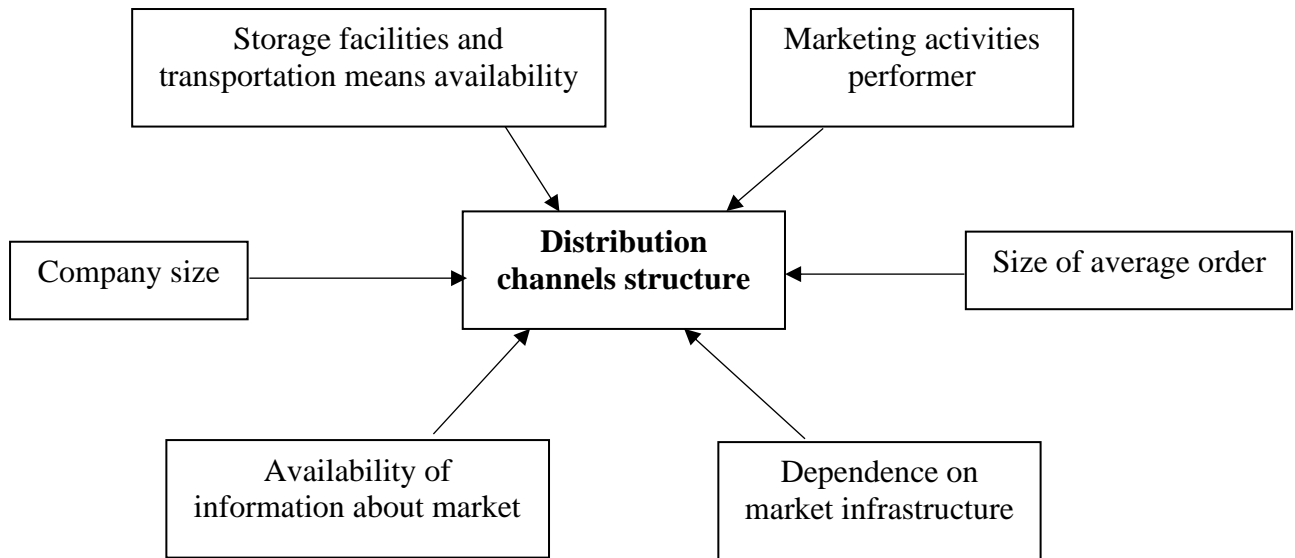 Storage facilities and
transportation means availability
Marketing activities
performer
Distribution
channels structure
Company size
Size of average order
Availability of
information about market
Dependence on
market infrastructure